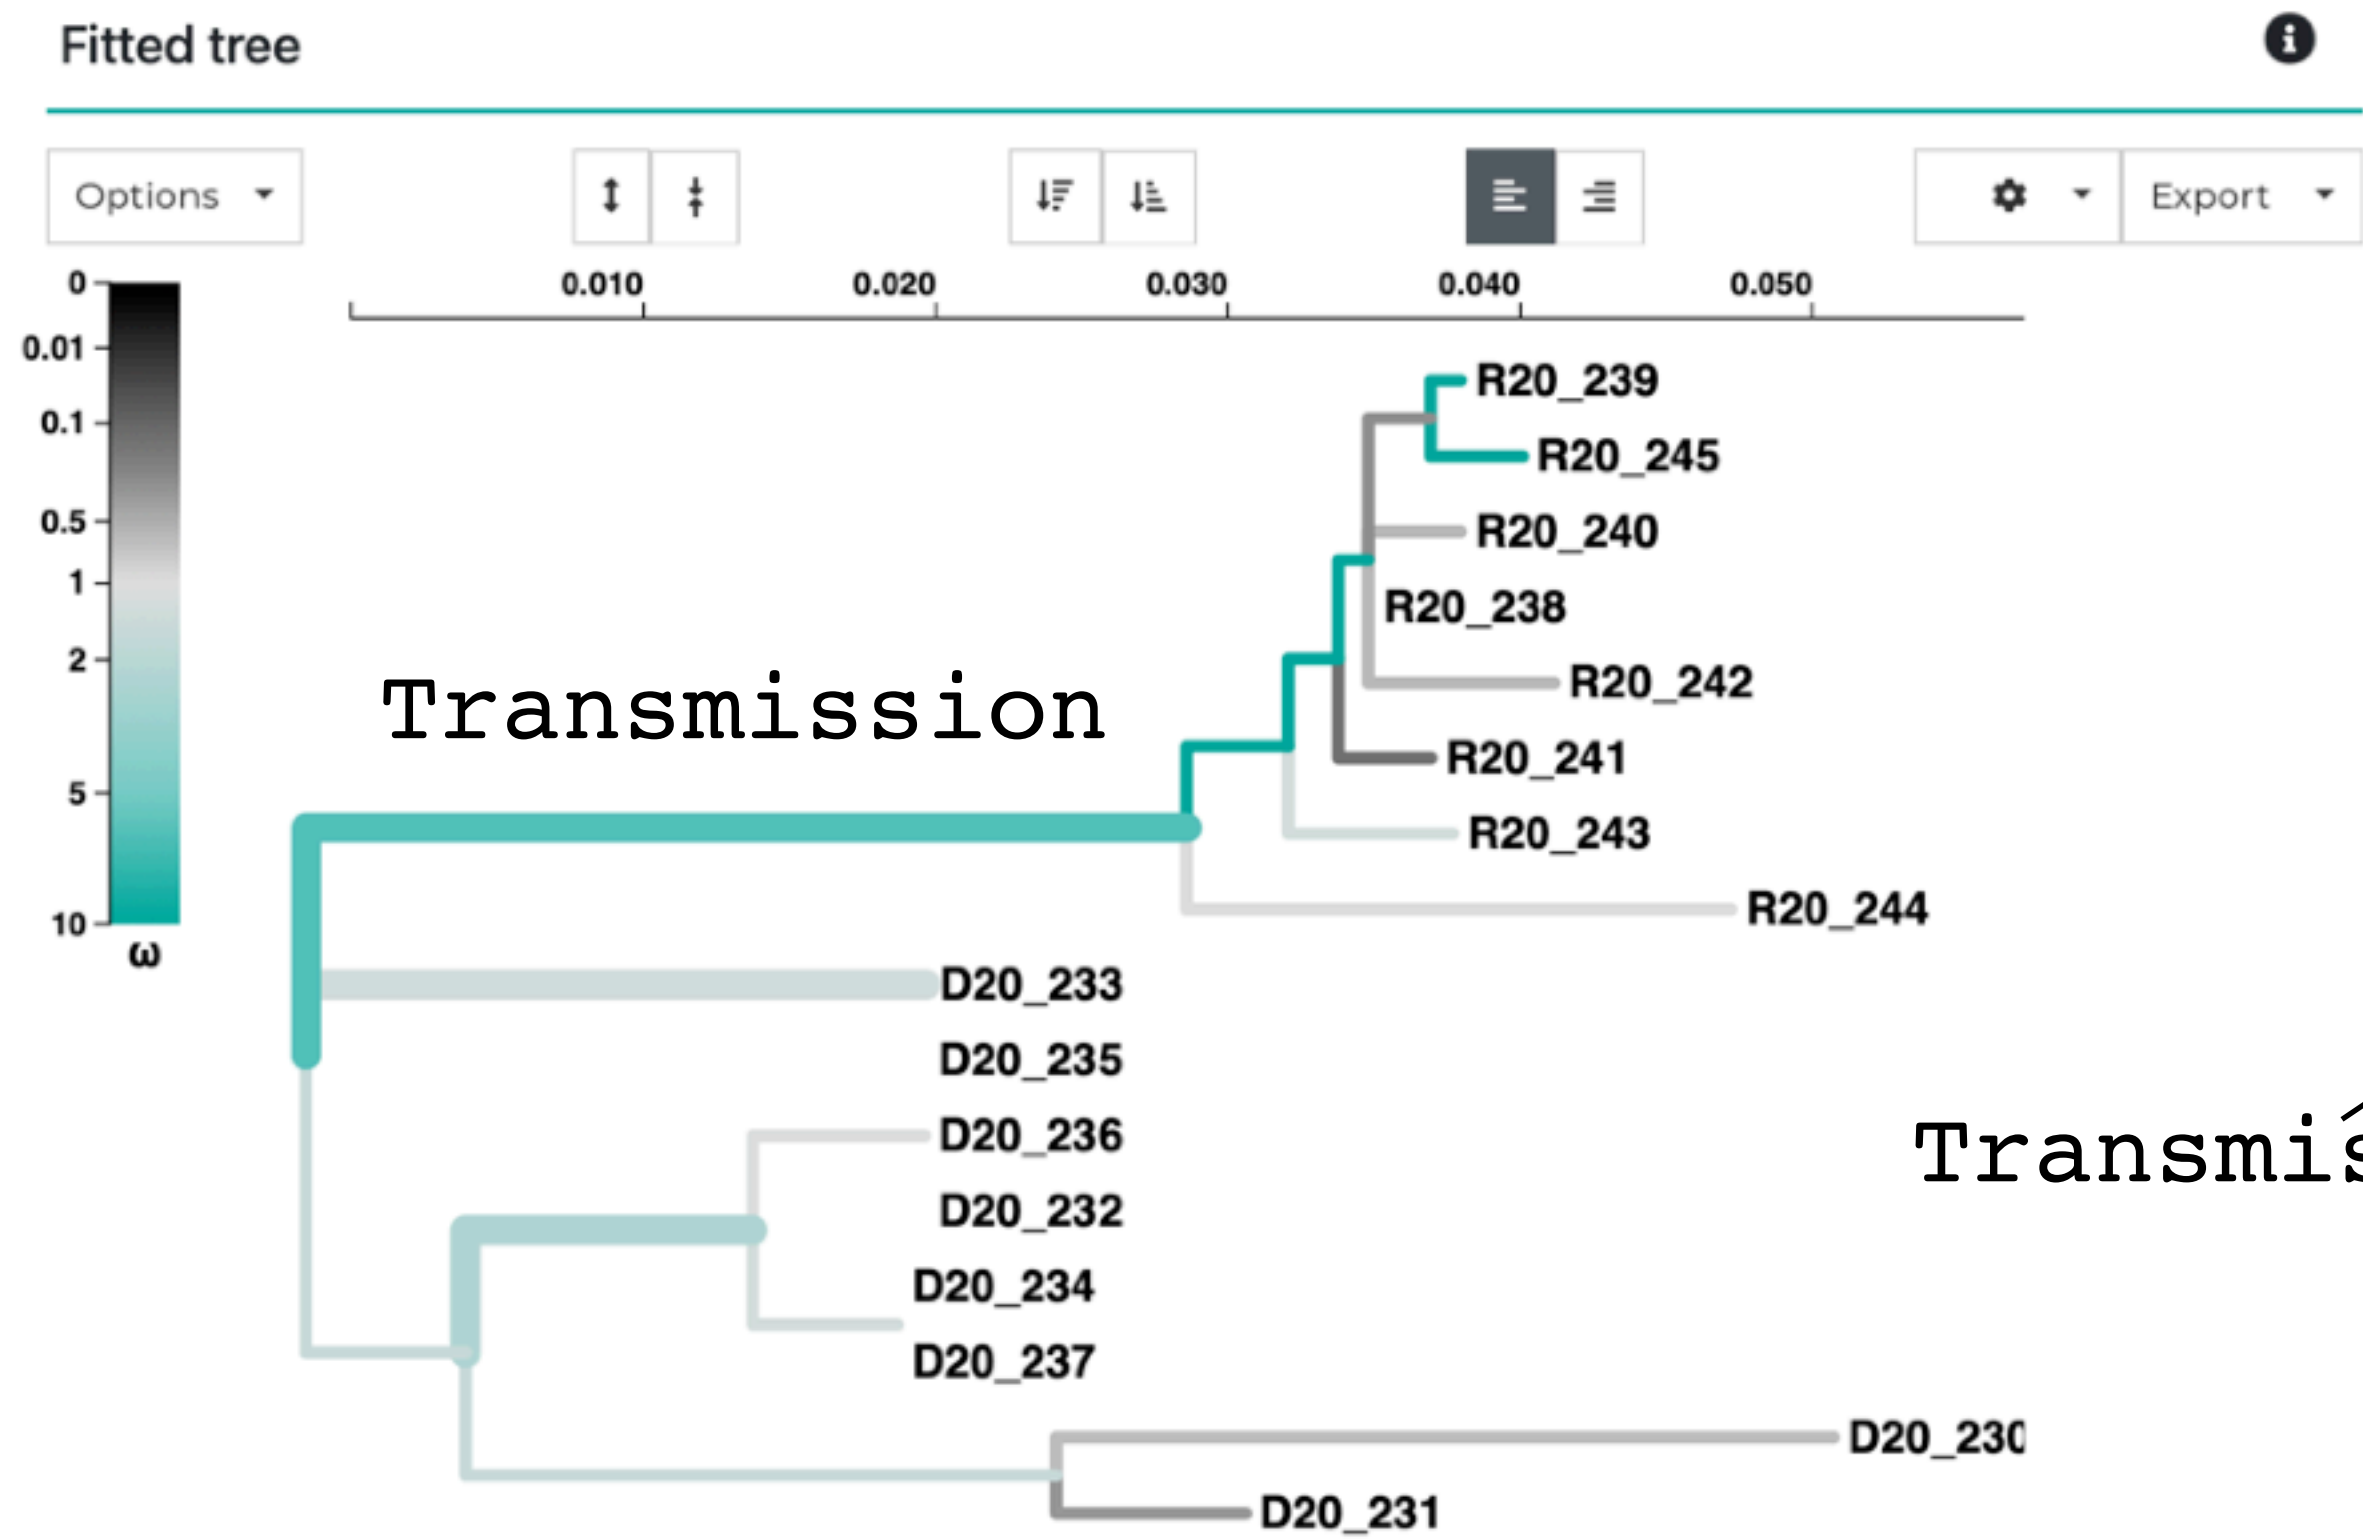 Fitted tree
Options
Export
0.010 0.020 0.030 0.040 0.050
0
0.01
0.1
0.5
1
2
5
10
ω
R20_239
R20_245
R20_240
R20_238
R20_242
Transmission
R20_241
R20_243
R20_244
D20_233
D20_235
D20_236
Transmis
D20_232
D20_234
D20_237
D20_230
D20_231